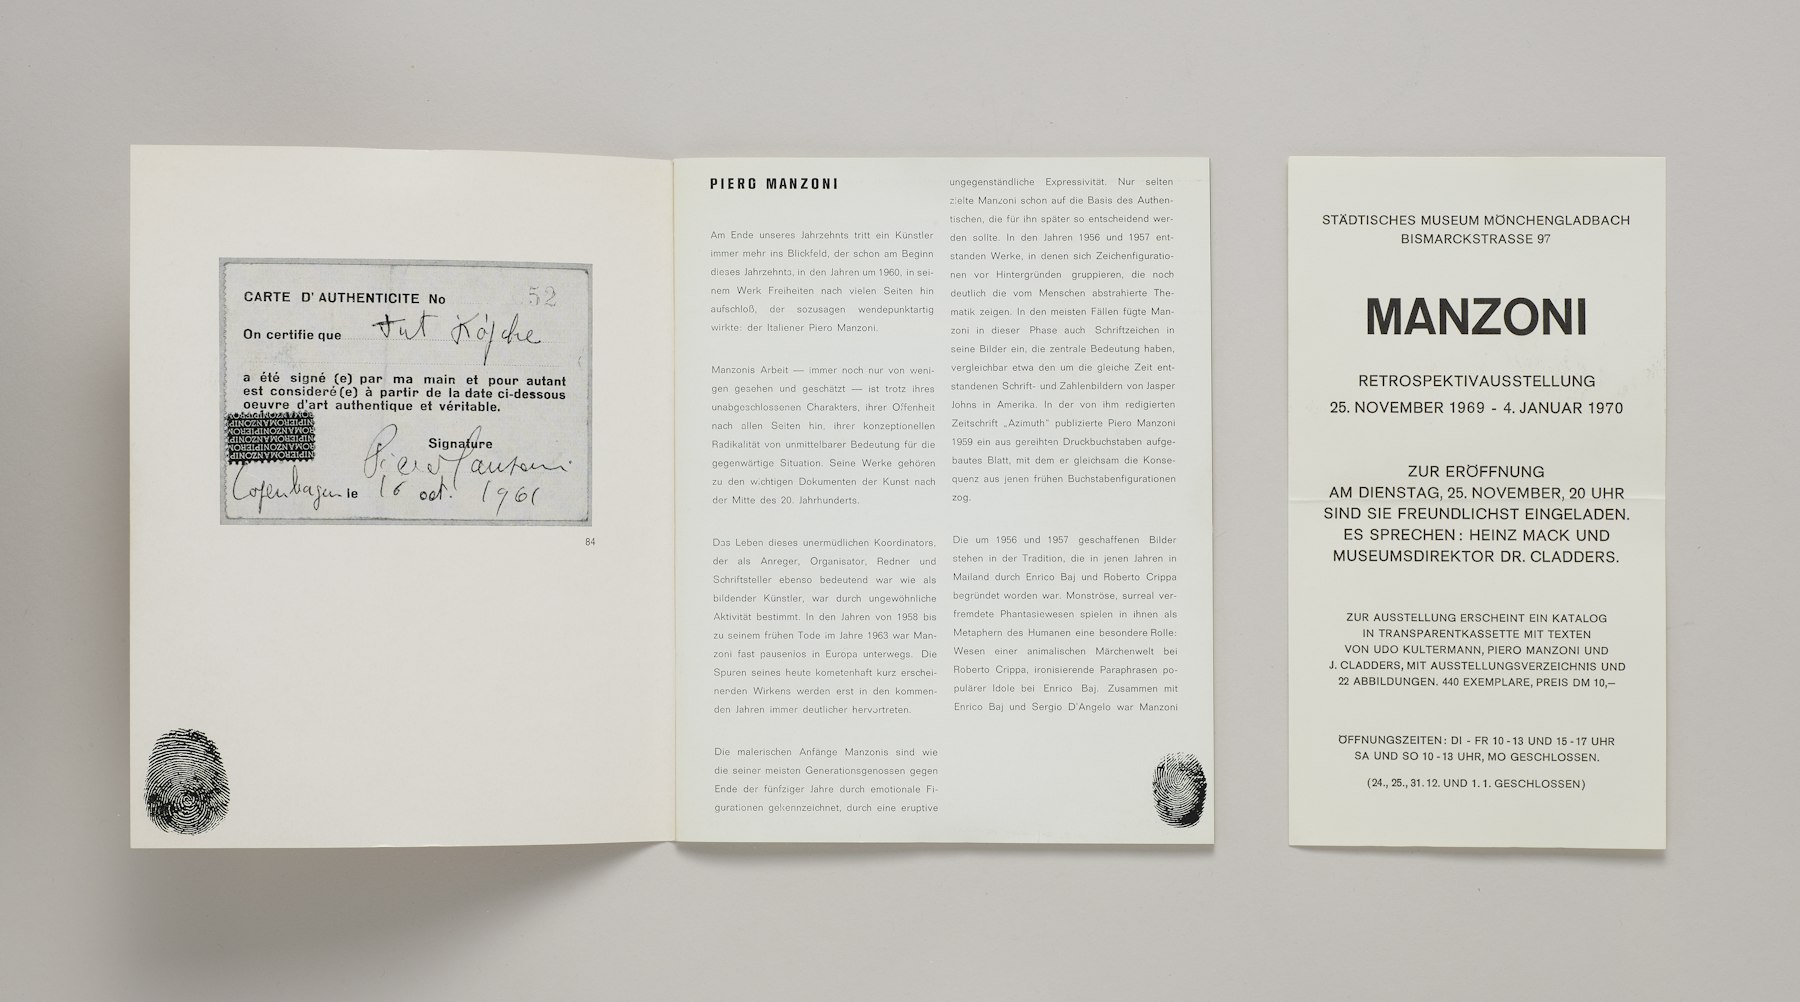 CARTE D'AUTHENTICITE No 52
On certifie que
a été signé (e) par ma main et pour autant
est consideré (e) à partir de la date ci-dessous
oeuvre d'art authentique et véritable.
Signature
Piero Manzoni
Copenhagen le 16 oct. 1961
84
PIERO MANZONI
Am Ende unseres Jahrzehnts tritt ein Künstler
immer mehr ins Blickfeld, der schon am Beginn
dieses Jahrzehnts, in den Jahren um 1960, in sei-
nem Werk Freiheiten nach vielen Seiten hin
aufschloß, der sozusagen wendepunktartig
wirkte: der Italiener Piero Manzoni.
Manzonis Arbeit — immer noch nur von weni-
gen gesehen und geschätzt — ist trotz ihres
unabgeschlossenen Charakters, ihrer Offenheit
nach allen Seiten hin, ihrer konzeptionellen
Radikalität von unmittelbarer Bedeutung für die
gegenwärtige Situation. Seine Werke gehören
zu den wichtigen Dokumenten der Kunst nach
der Mitte des 20. Jahrhunderts.
Das Leben dieses unermüdlichen Koordinators,
der als Anreger, Organisator, Redner und
Schriftsteller ebenso bedeutend war wie als
bildender Künstler, war durch ungewöhnliche
Aktivität bestimmt. In den Jahren von 1958 bis
zu seinem frühen Tode im Jahre 1963 war Man-
zoni fast pausenlos in Europa unterwegs. Die
Spuren seines heute kometenhaft kurz erschei-
nenden Wirkens werden erst in den kommen-
den Jahren immer deutlicher hervortreten.
Die malerischen Anfänge Manzonis sind wie
die seiner meisten Generationsgenossen gegen
Ende der fünfziger Jahre durch emotionale Fi-
gurationen gekennzeichnet, durch eine eruptive
ungegenständliche Expressivität. Nur selten
zielte Manzoni schon auf die Basis des Authen-
tischen, die für ihn später so entscheidend wer-
den sollte. In den Jahren 1956 und 1957 ent-
standen Werke, in denen sich Zeichenfiguratio-
nen vor Hintergründen gruppieren, die noch
deutlich die vom Menschen abstrahierte The-
matik zeigen. In den meisten Fällen fügte Man-
zoni in dieser Phase auch Schriftzeichen in
seine Bilder ein, die zentrale Bedeutung haben,
vergleichbar etwa den um die gleiche Zeit ent-
standenen Schrift- und Zahlenbildern von Jasper
Johns in Amerika. In der von ihm redigierten
Zeitschrift „Azimuth" publizierte Piero Manzoni
1959 ein aus gereihten Druckbuchstaben aufge-
bautes Blatt, mit dem er gleichsam die Konse-
quenz aus jenen frühen Buchstabenfigurationen
zog.
Die um 1956 und 1957 geschaffenen Bilder
stehen in der Tradition, die in jenen Jahren in
Mailand durch Enrico Baj und Roberto Crippa
begründet worden war. Monströse, surreal ver-
fremdete Phantasiewesen spielen in ihnen als
Metaphern des Humanen eine besondere Rolle:
Wesen einer animalischen Märchenwelt bei
Roberto Crippa, ironisierende Paraphrasen po-
pulärer Idole bei Enrico Baj. Zusammen mit
Enrico Baj und Sergio D'Angelo war Manzoni
STÄDTISCHES MUSEUM MÖNCHENGLADBACH
BISMARCKSTRASSE 97
MANZONI
RETROSPEKTIVAUSSTELLUNG
25. NOVEMBER 1969 - 4. JANUAR 1970
ZUR ERÖFFNUNG
AM DIENSTAG, 25. NOVEMBER, 20 UHR
SIND SIE FREUNDLICHST EINGELADEN.
ES SPRECHEN: HEINZ MACK UND
MUSEUMSDIREKTOR DR. CLADDERS.
ZUR AUSSTELLUNG ERSCHEINT EIN KATALOG
IN TRANSPARENTKASSETTE MIT TEXTEN
VON UDO KULTERMANN, PIERO MANZONI UND
J. CLADDERS, MIT AUSSTELLUNGSVERZEICHNIS UND
22 ABBILDUNGEN. 440 EXEMPLARE, PREIS DM 10,—
ÖFFNUNGSZEITEN: DI - FR 10 - 13 UND 15 - 17 UHR
SA UND SO 10 - 13 UHR, MO GESCHLOSSEN.
(24., 25., 31. 12. UND 1. 1. GESCHLOSSEN)